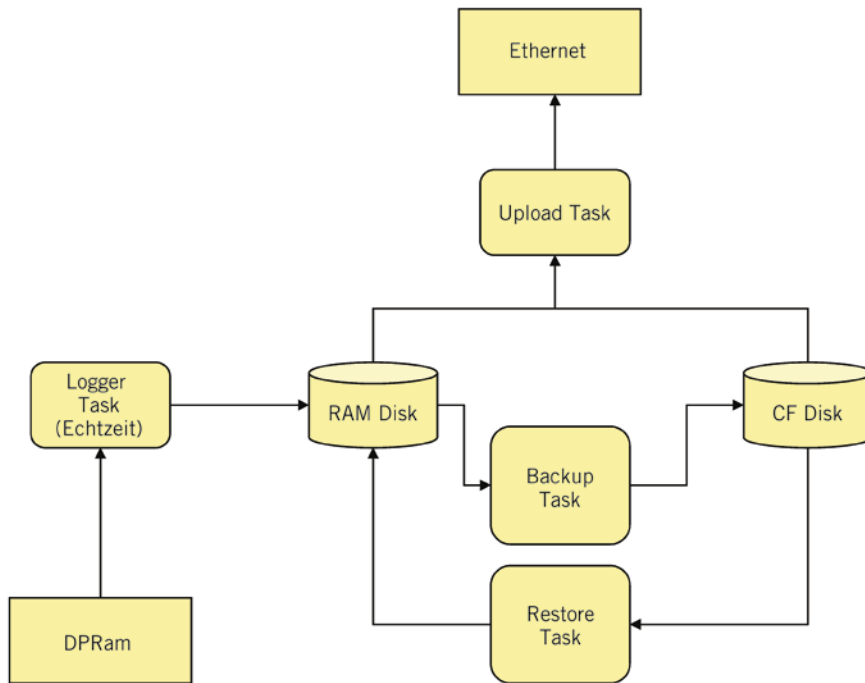 Ethernet
Upload Task
Logger
Task
(Echtzeit)
RAM Disk
CF Disk
Backup
Task
Restore
Task
DPRam